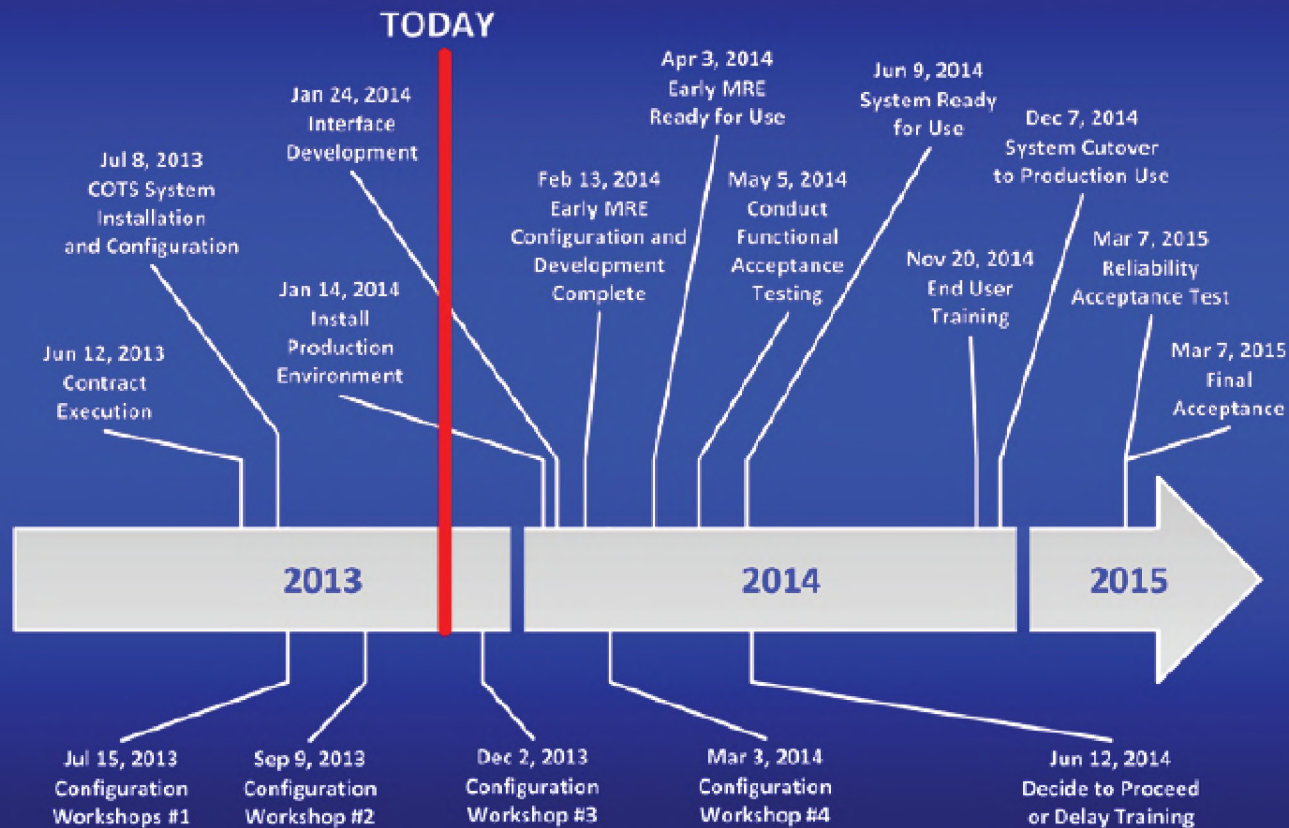 TODAY
Jun 12, 2013
Contract
Execution
Jul 8, 2013
COTS System
Installation
and Configuration
Jan 14, 2014
Install
Production
Environment
Jan 24, 2014
Interface
Development
Feb 13, 2014
Early MRE
Configuration and
Development
Complete
Apr 3, 2014
Early MRE
Ready for Use
May 5, 2014
Conduct
Functional
Acceptance
Testing
Jun 9, 2014
System Ready
for Use
Nov 20, 2014
End User
Training
Dec 7, 2014
System Cutover
to Production Use
Mar 7, 2015
Reliability
Acceptance Test
Mar 7, 2015
Final
Acceptance
2013
2014
2015
Jul 15, 2013
Configuration
Workshops #1
Sep 9, 2013
Configuration
Workshop #2
Dec 2, 2013
Configuration
Workshop #3
Mar 3, 2014
Configuration
Workshop #4
Jun 12, 2014
Decide to Proceed
or Delay Training